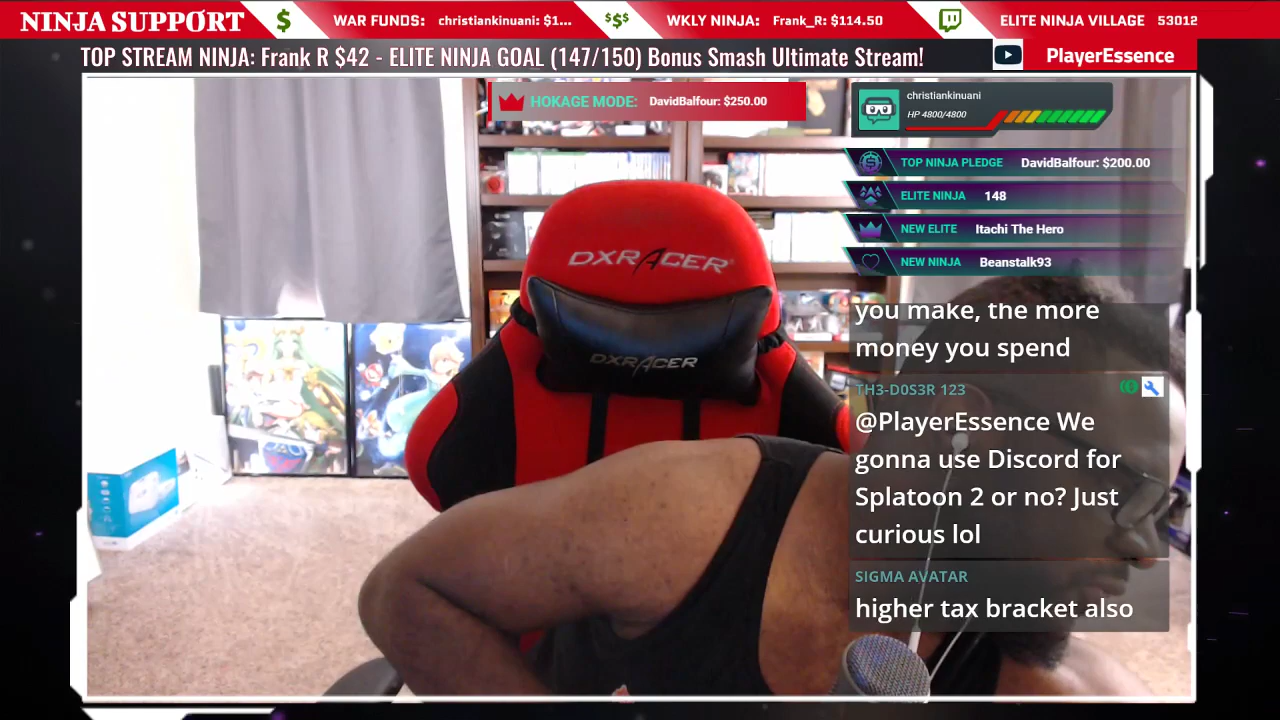 NINJA SUPPORT
WAR FUNDS: christiankinuani: $1...
WKLY NINJA: Frank_R: $114.50
ELITE NINJA VILLAGE 53012
TOP STREAM NINJA: Frank R $42 - ELITE NINJA GOAL (147/150) Bonus Smash Ultimate Stream!
PlayerEssence
HOKAGE MODE: DavidBalfour: $250.00
christiankinuani
HP 4800/4800
TOP NINJA PLEDGE DavidBalfour: $200.00
ELITE NINJA 148
NEW ELITE Itachi The Hero
NEW NINJA Beanstalk93
DXRACER
DXRACER
you make, the more
money you spend
TH3-D0S3R 123
@PlayerEssence We
gonna use Discord for
Splatoon 2 or no? Just
curious lol
SIGMA AVATAR
higher tax bracket also